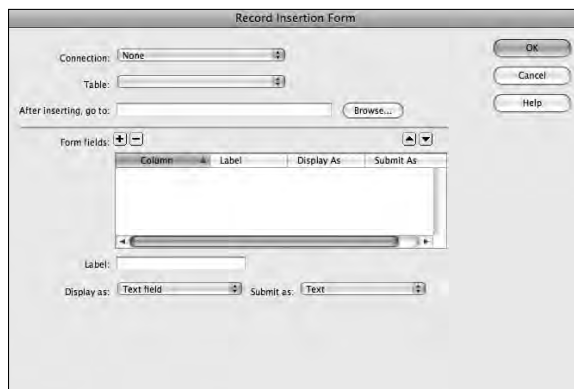 Record Insertion Form
Connection: None
OK
Table:
Cancel
After inserting, go to:
Browse...
Help
Form fields:
Column Label Display As Submit As
Label:
Display as: Text field Submit as: Text